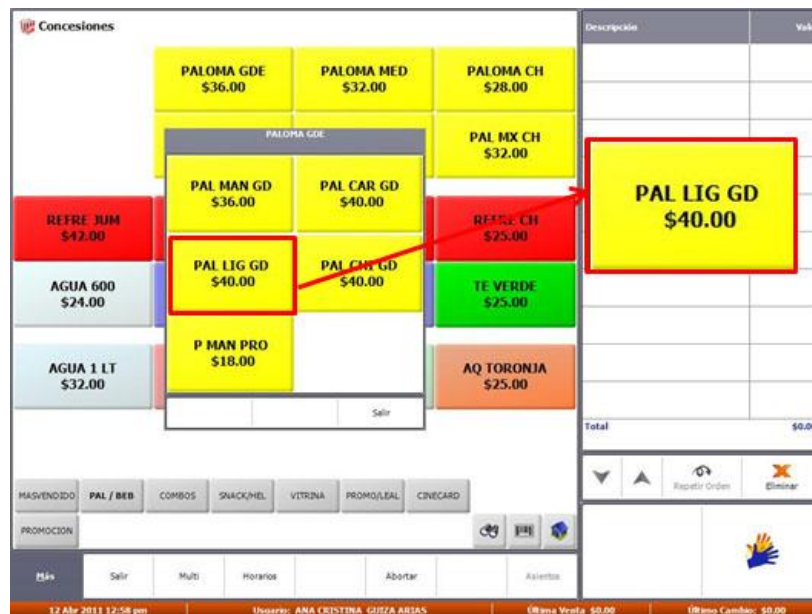 Concesiones
Descripción
PALOMA GDE
$36.00
PALOMA MED
$32.00
PALOMA CH
$28.00
PALOMA GDE
PAL MX CH
$32.00
PAL MAN GD
$36.00
PAL CAR GD
$40.00
PAL LIG GD
$40.00
REFRE JUM
$42.00
REFRE CH
$25.00
PAL LIG GD
$40.00
PAL CHI GD
$40.00
AGUA 600
$24.00
TE VERDE
$25.00
P MAN PRO
$18.00
AGUA 1 LT
$32.00
AQ TORONJA
$25.00
Salir
Total $0.0
MASVENDIDO PAL / BEB COMBOS SNACK/HEL VITRINA PROMO/LEAL CINECARD
Repetir Orden Eliminar
PROMOCION
Más Salir Multi Horarios Abortar Asientos
12 Abr 2011 12:58 pm Usuario: ANA CRISTINA GUIZA ARIAS Última Venta $0.00 Último Cambio: $0.00